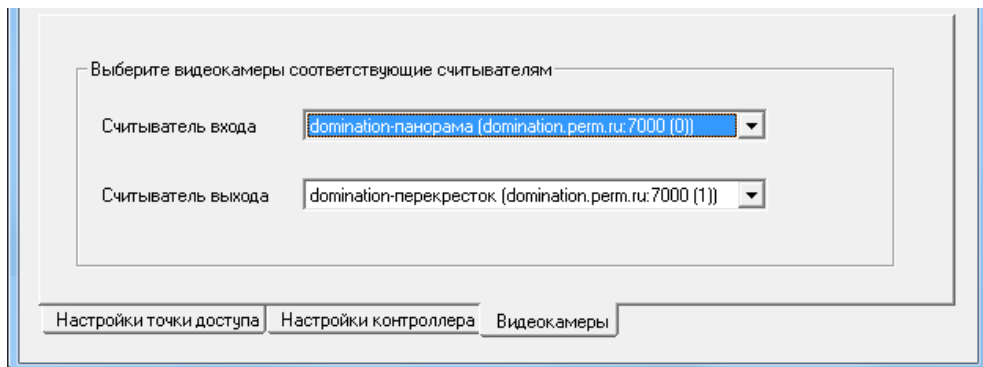 Выберите видеокамеры соответствующие считывателям
Считыватель входа domination-панорама (domination.perm.ru:7000 (0))
Считыватель выхода domination-перекресток (domination.perm.ru:7000 (1))
Настройки точки доступа Настройки контроллера Видеокамеры